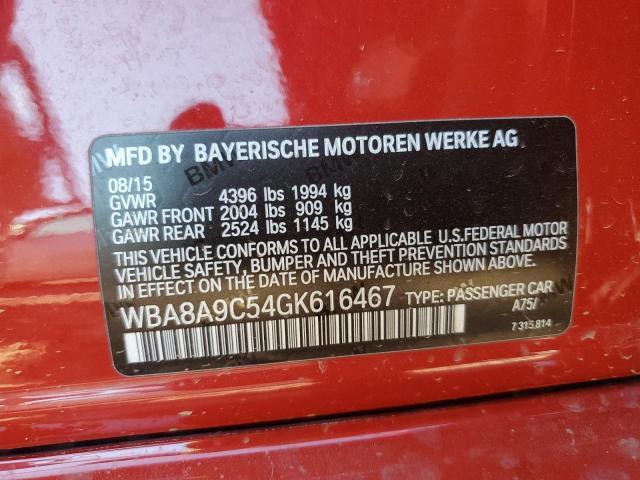 MFD BY BAYERISCHE MOTOREN WERKE AG
08/15
GVWR 4396 lbs 1994 kg
GAWR FRONT 2004 lbs 909 kg
GAWR REAR 2524 lbs 1145 kg
THIS VEHICLE CONFORMS TO ALL APPLICABLE U.S.FEDERAL MOTOR
VEHICLE SAFETY, BUMPER AND THEFT PREVENTION STANDARDS
IN EFFECT ON THE DATE OF MANUFACTURE SHOWN ABOVE.
WBA8A9C54GK616467 TYPE: PASSENGER CAR
A75/
7 315.814